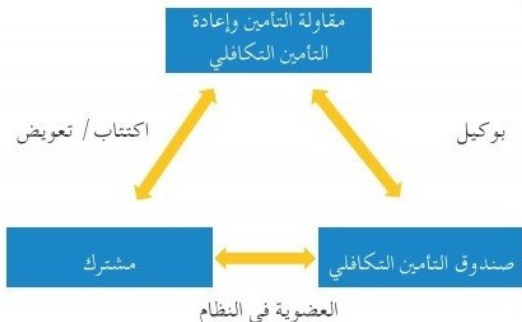 مقاولة التأمين وإعادة
التأمين التكافلي
بوكيل
اكتتاب / تعويض
صندوق التأمين التكافلي
مشترك
العضوية في النظام